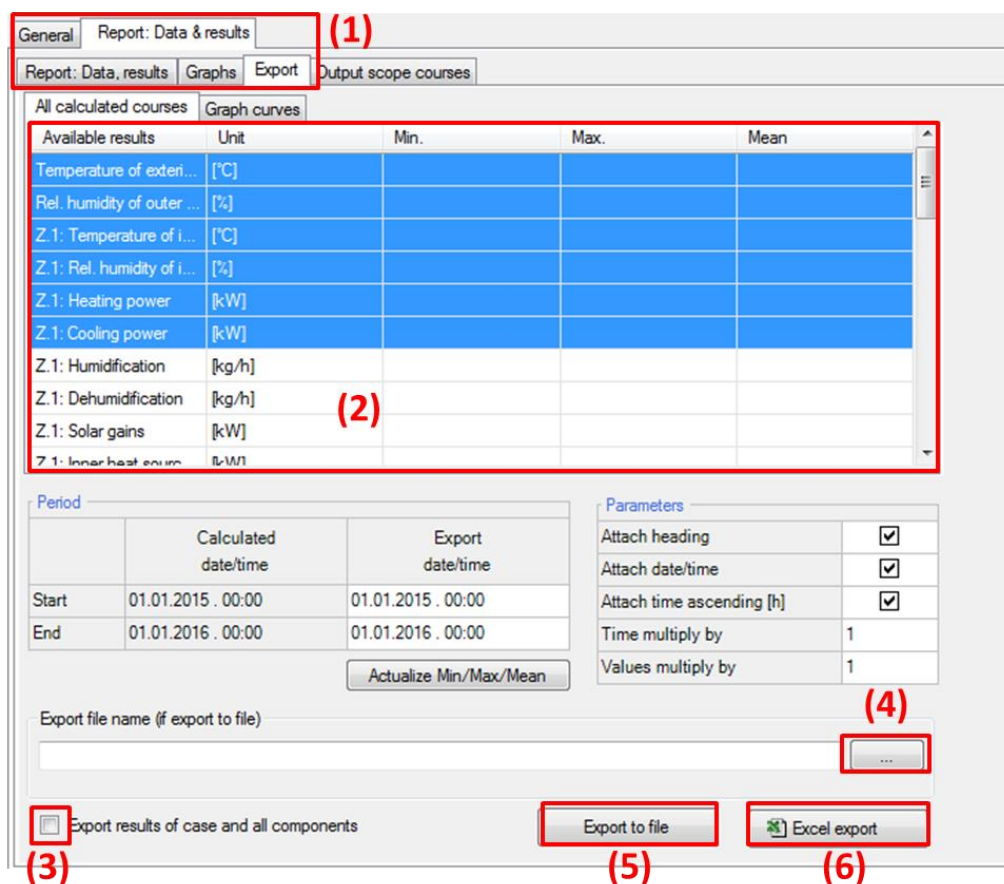 General Report: Data & results (1)
Report: Data, results Graphs Export Output scope courses
All calculated courses Graph curves
Available results Unit Min. Max. Mean
Temperature of exteri... [°C]
Rel. humidity of outer ... [%]
Z.1: Temperature of i... [°C]
Z.1: Rel. humidity of i... [%]
Z.1: Heating power [kW]
Z.1: Cooling power [kW]
Z.1: Humidification [kg/h]
Z.1: Dehumidification [kg/h]
(2)
Z.1: Solar gains [kW]
Z.1: Inner heat sourc [kW]
Period
Calculated date/time Export date/time
Start 01.01.2015 . 00:00 01.01.2015 . 00:00
End 01.01.2016 . 00:00 01.01.2016 . 00:00
Actualize Min/Max/Mean
Parameters
Attach heading
Attach date/time
Attach time ascending [h]
Time multiply by 1
Values multiply by 1
(4)
Export file name (if export to file)
...
Export results of case and all components Export to file Excel export
(3) (5) (6)